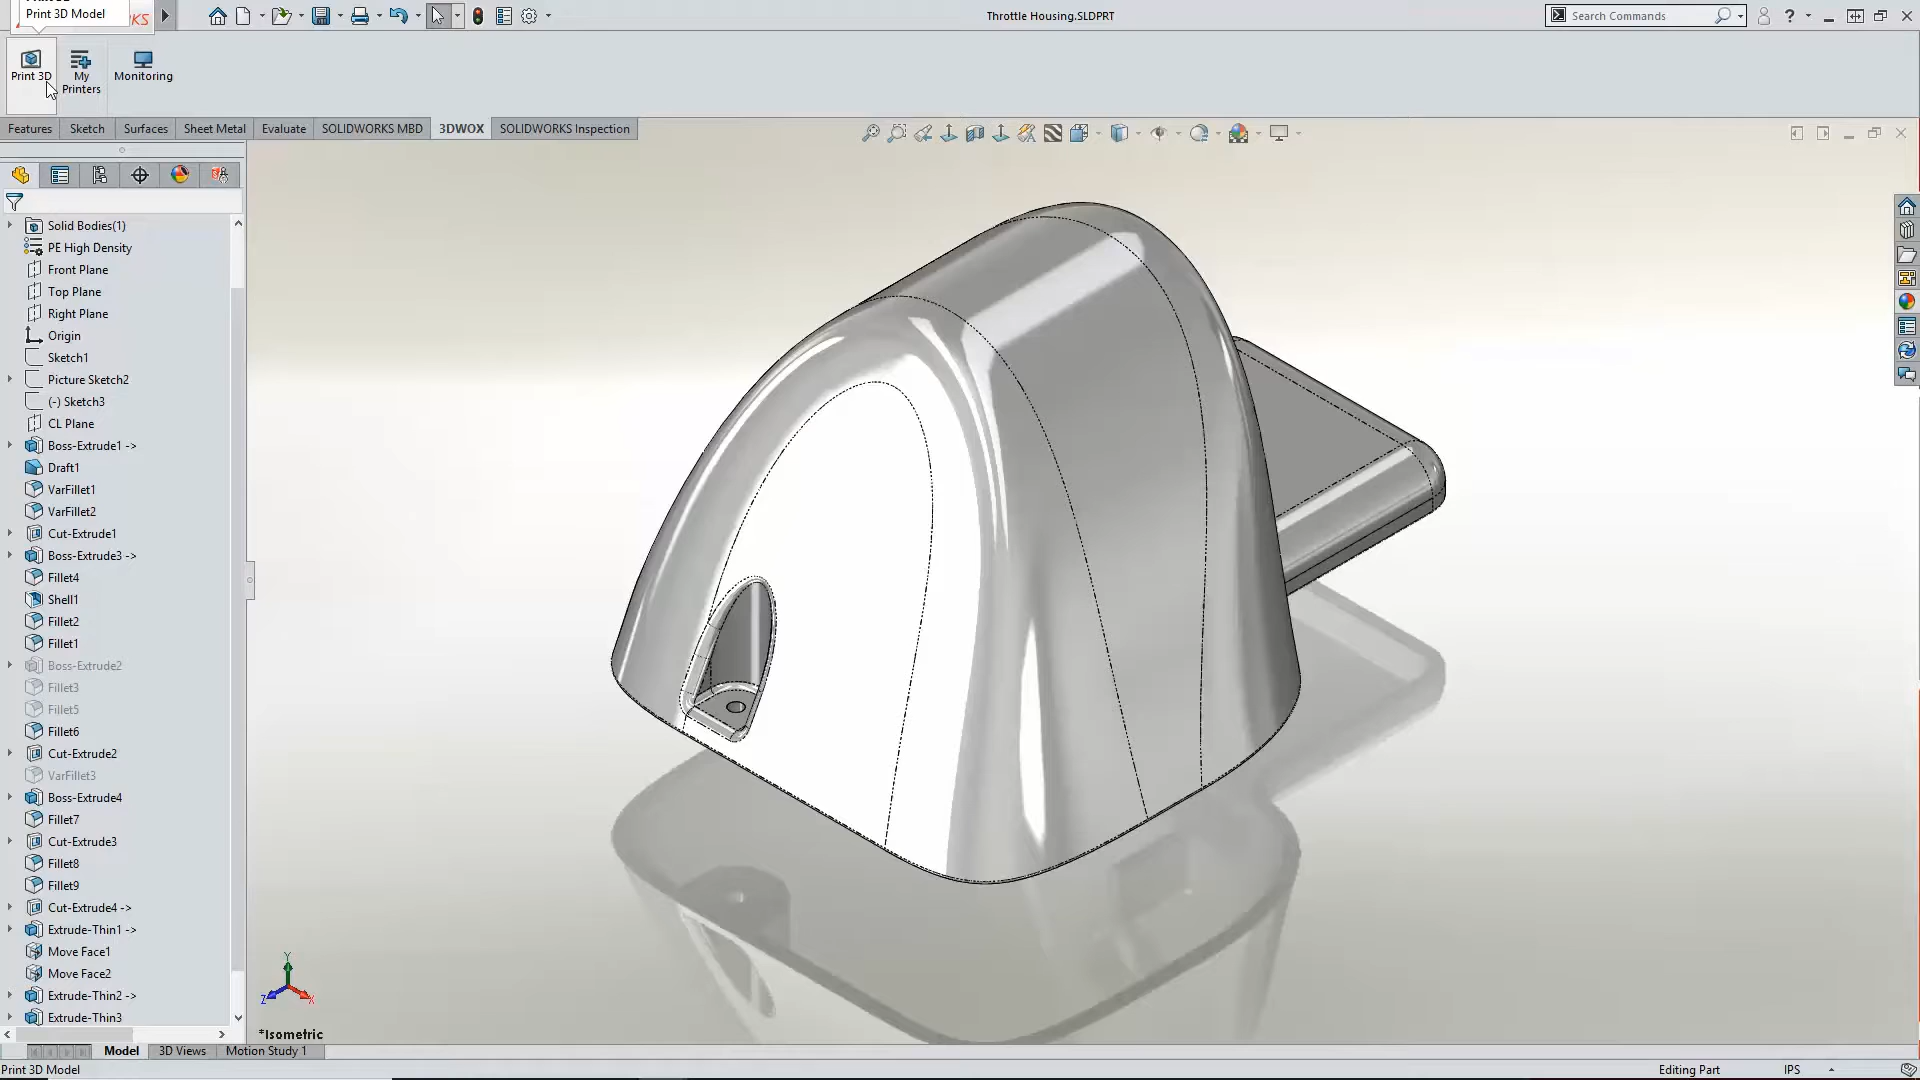 Print 3D Model
KS
Throttle Housing.SLDPRT
Search Commands
?
Print 3D
My Printers
Monitoring
Features
Sketch
Surfaces
Sheet Metal
Evaluate
SOLIDWORKS MBD
3DWOX
SOLIDWORKS Inspection
Solid Bodies(1)
PE High Density
Front Plane
Top Plane
Right Plane
Origin
Sketch1
Picture Sketch2
(-) Sketch3
CL Plane
Boss-Extrude1 ->
Draft1
VarFillet1
VarFillet2
Cut-Extrude1
Boss-Extrude3 ->
Fillet4
Shell1
Fillet2
Fillet1
Boss-Extrude2
Fillet3
Fillet5
Fillet6
Cut-Extrude2
VarFillet3
Boss-Extrude4
Fillet7
Cut-Extrude3
Fillet8
Fillet9
Cut-Extrude4 ->
Extrude-Thin1 ->
Move Face1
Move Face2
Extrude-Thin2 ->
Extrude-Thin3
Y
Z
X
*Isometric
Model
3D Views
Motion Study 1
Print 3D Model
Editing Part
IPS